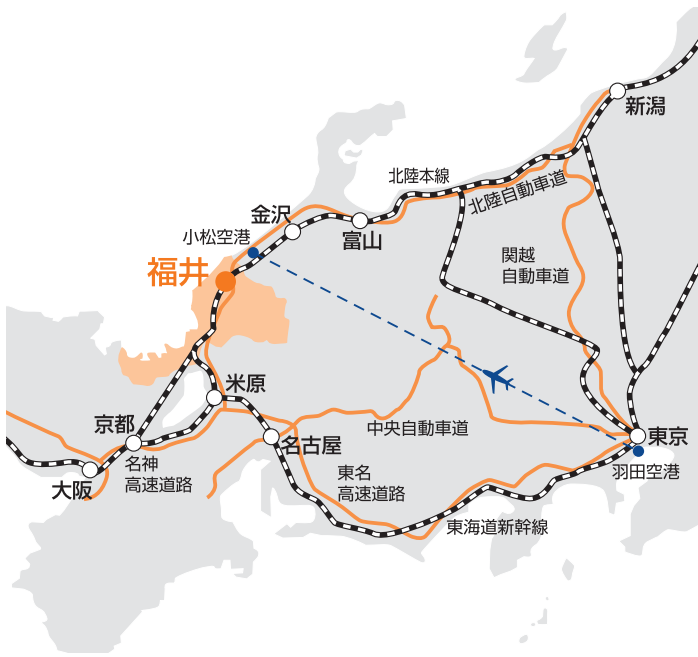 新潟
北陸本線
北陸自動車道
金沢
小松空港
富山
関越
自動車道
福井
米原
京都
中央自動車道
東京
名古屋
名神
高速道路
大阪
東名
高速道路
羽田空港
東海道新幹線